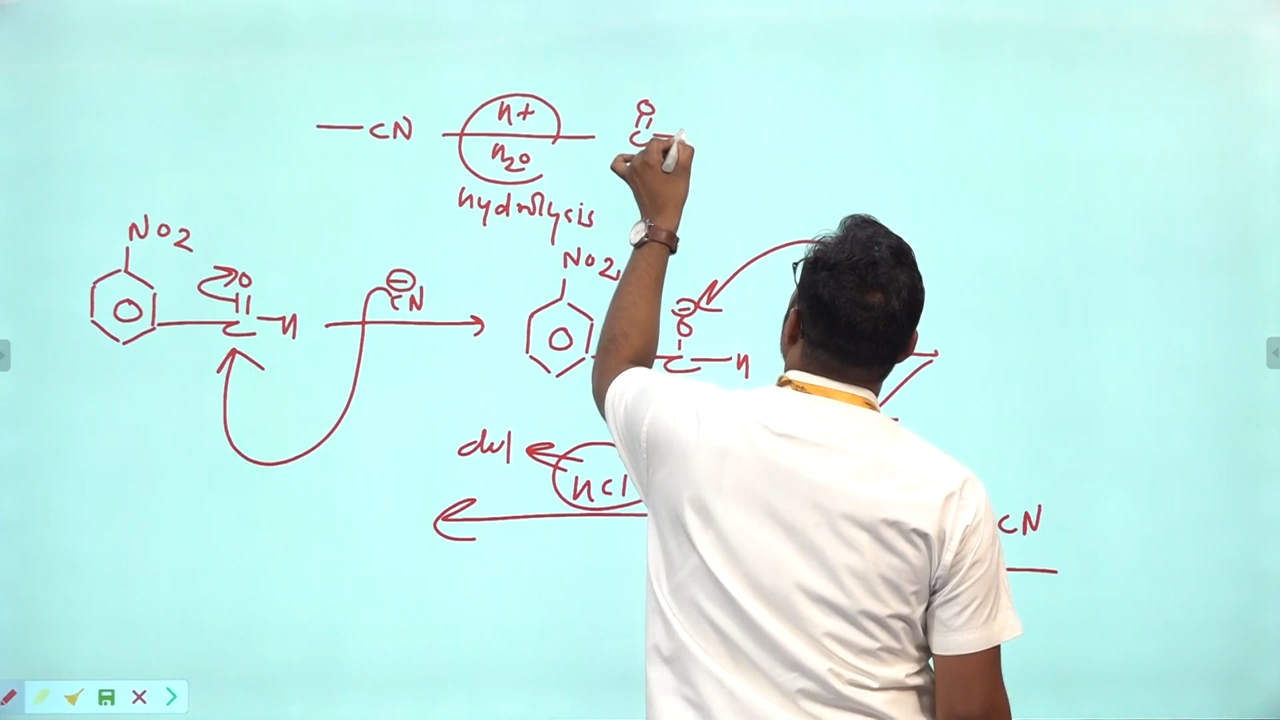 —CN H+ O
H2O C—
hydrolysis
NO2 NO2
O ⊖CN ⊖
C—H O
C—H
dil HCl
CN